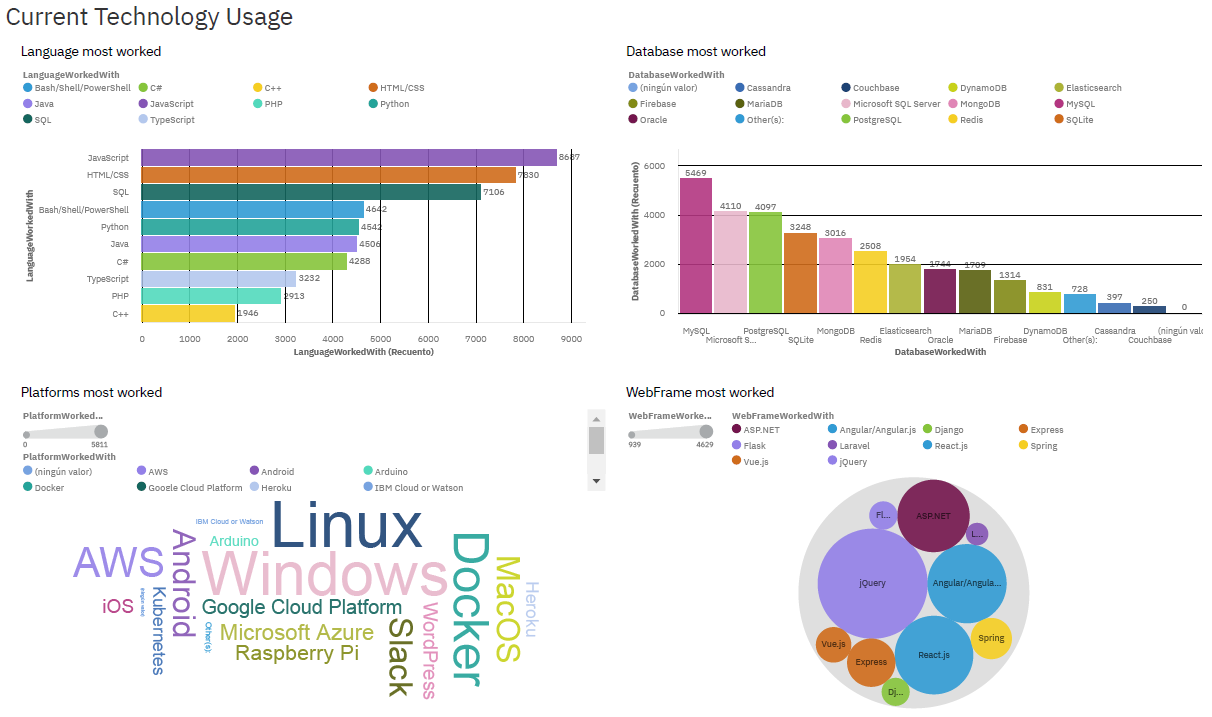 Current Technology Usage
Language most worked
LanguageWorkedWith
Bash/Shell/PowerShell C# C++ HTML/CSS
Java JavaScript PHP Python
SQL TypeScript
LanguageWorkedWith
JavaScript 8687
HTML/CSS 7830
SQL 7106
Bash/Shell/PowerShell 4642
Python 4542
Java 4506
C# 4288
TypeScript 3232
PHP 2913
C++ 1946
0 1000 2000 3000 4000 5000 6000 7000 8000 9000
LanguageWorkedWith (Recuento)
Database most worked
DatabaseWorkedWith
(ningún valor) Cassandra Couchbase DynamoDB Elasticsearch
Firebase MariaDB Microsoft SQL Server MongoDB MySQL
Oracle Other(s): PostgreSQL Redis SQLite
DatabaseWorkedWith (Recuento)
6000
4000
2000
0
5469 4110 4097 3248 3016 2508 1954 1744 1709 1314 831 728 397 250 0
MySQL PostgreSQL MongoDB Elasticsearch MariaDB DynamoDB Cassandra (ningún valo
Microsoft S... SQLite Redis Oracle Firebase Other(s): Couchbase
DatabaseWorkedWith
Platforms most worked
PlatformWorked...
0 5811
PlatformWorkedWith
(ningún valor) AWS Android Arduino
Docker Google Cloud Platform Heroku IBM Cloud or Watson
IBM Cloud or Watson
Linux
Arduino
AWS
Android
Windows
Docker
MacOS
Heroku
iOS
Kubernetes
Google Cloud Platform
Other(s):
Microsoft Azure
Slack
WordPress
Raspberry Pi
WebFrame most worked
WebFrameWorke...
939 4629
WebFrameWorkedWith
ASP.NET Angular/Angular.js Django Express
Flask Laravel React.js Spring
Vue.js jQuery
Fl...
ASP.NET
L...
jQuery
Angular/Angula...
Vue.js
Express
React.js
Spring
Dj...